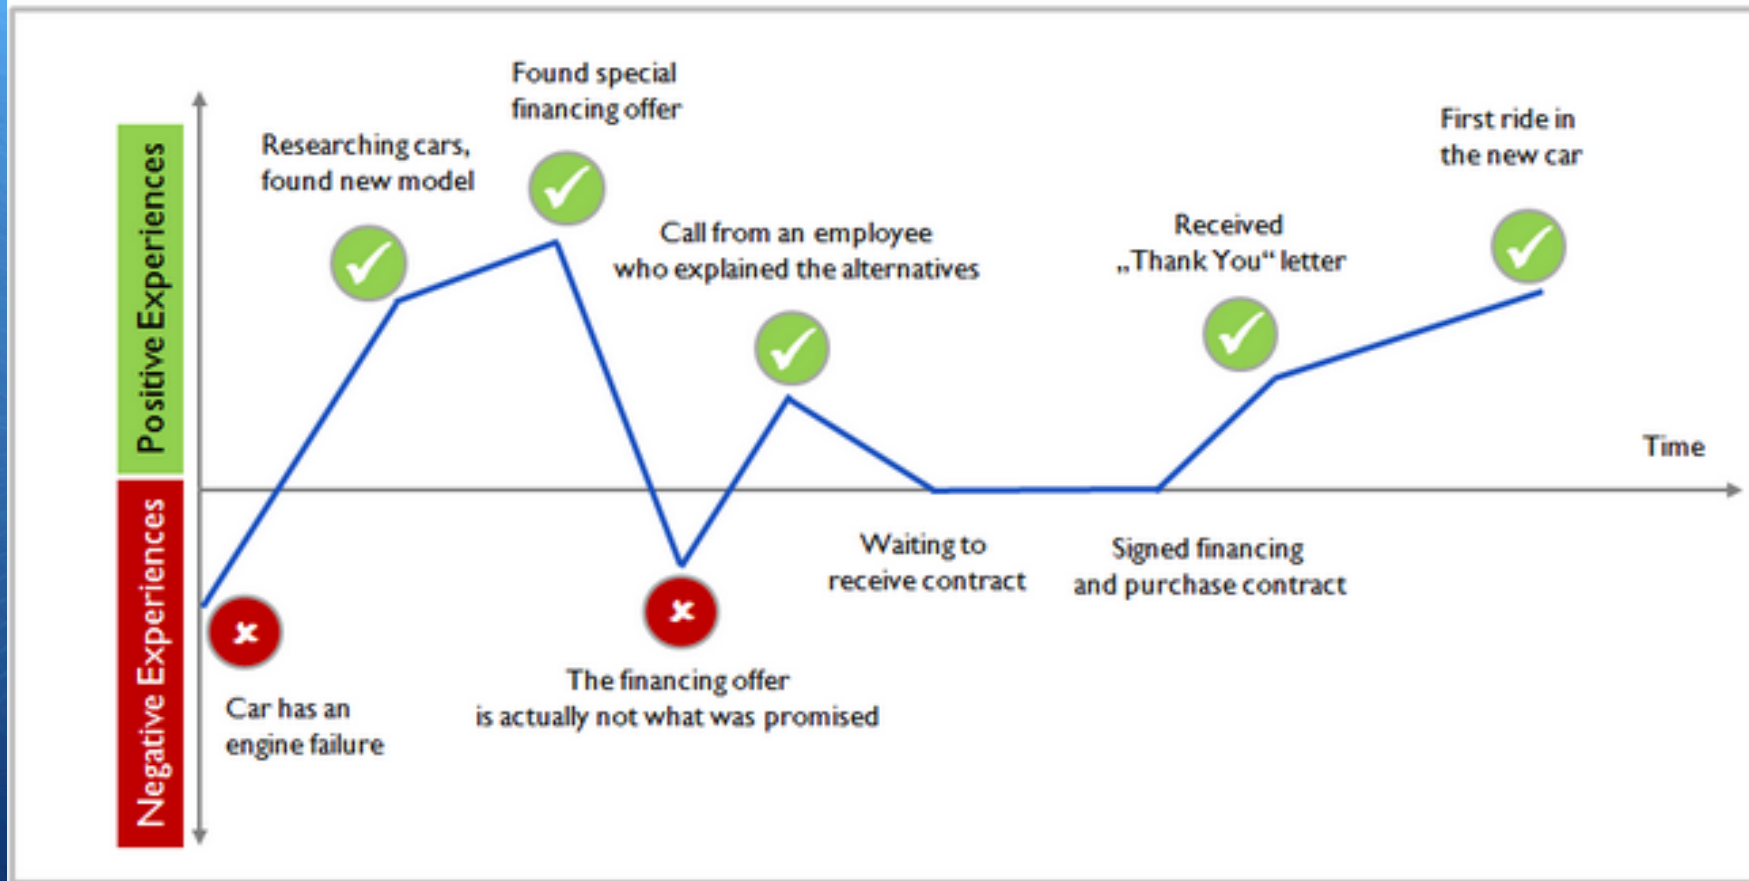 Positive Experiences
Negative Experiences
Car has an
engine failure
Researching cars,
found new model
Found special
financing offer
The financing offer
is actually not what was promised
Call from an employee
who explained the alternatives
Waiting to
receive contract
Signed financing
and purchase contract
Received
„Thank You“ letter
First ride in
the new car
Time